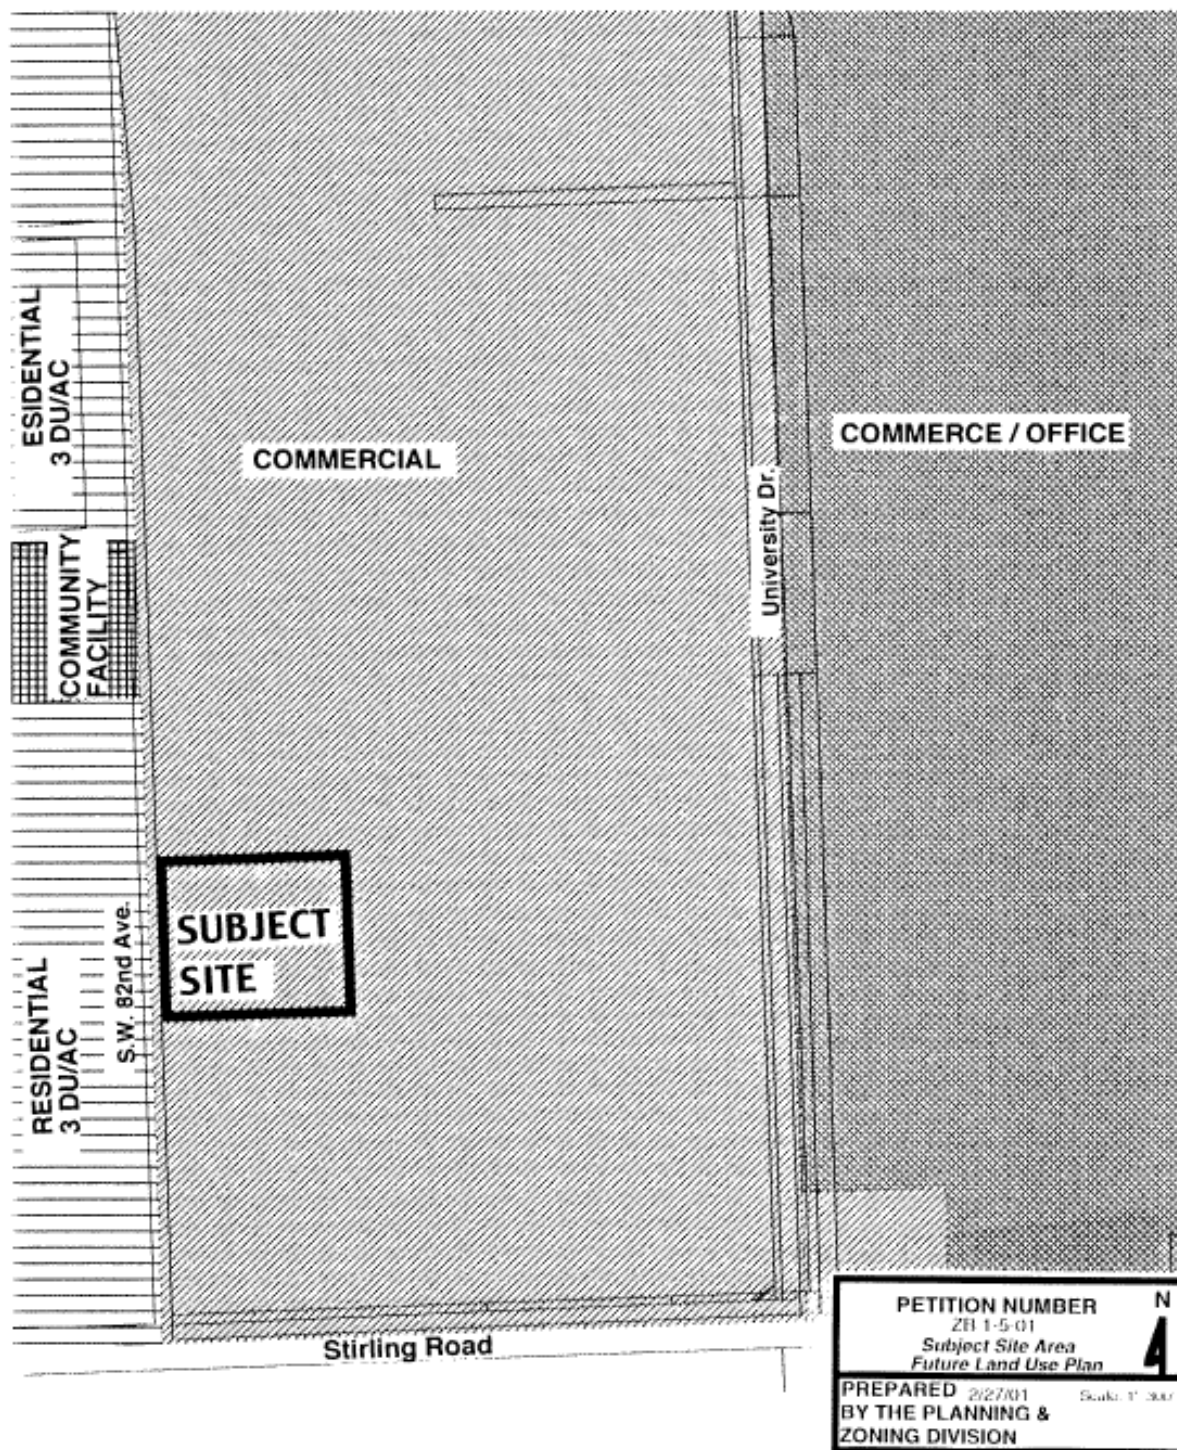 ESIDENTIAL
3 DU/AC
COMMERCIAL
COMMERCE / OFFICE
University Dr.
COMMUNITY
FACILITY
SUBJECT
SITE
S.W. 82nd Ave.
RESIDENTIAL
3 DU/AC
Stirling Road
PETITION NUMBER
N
ZB 1-5-01
Subject Site Area
Future Land Use Plan
PREPARED 2/27/01
Scale: 1"
BY THE PLANNING &
ZONING DIVISION